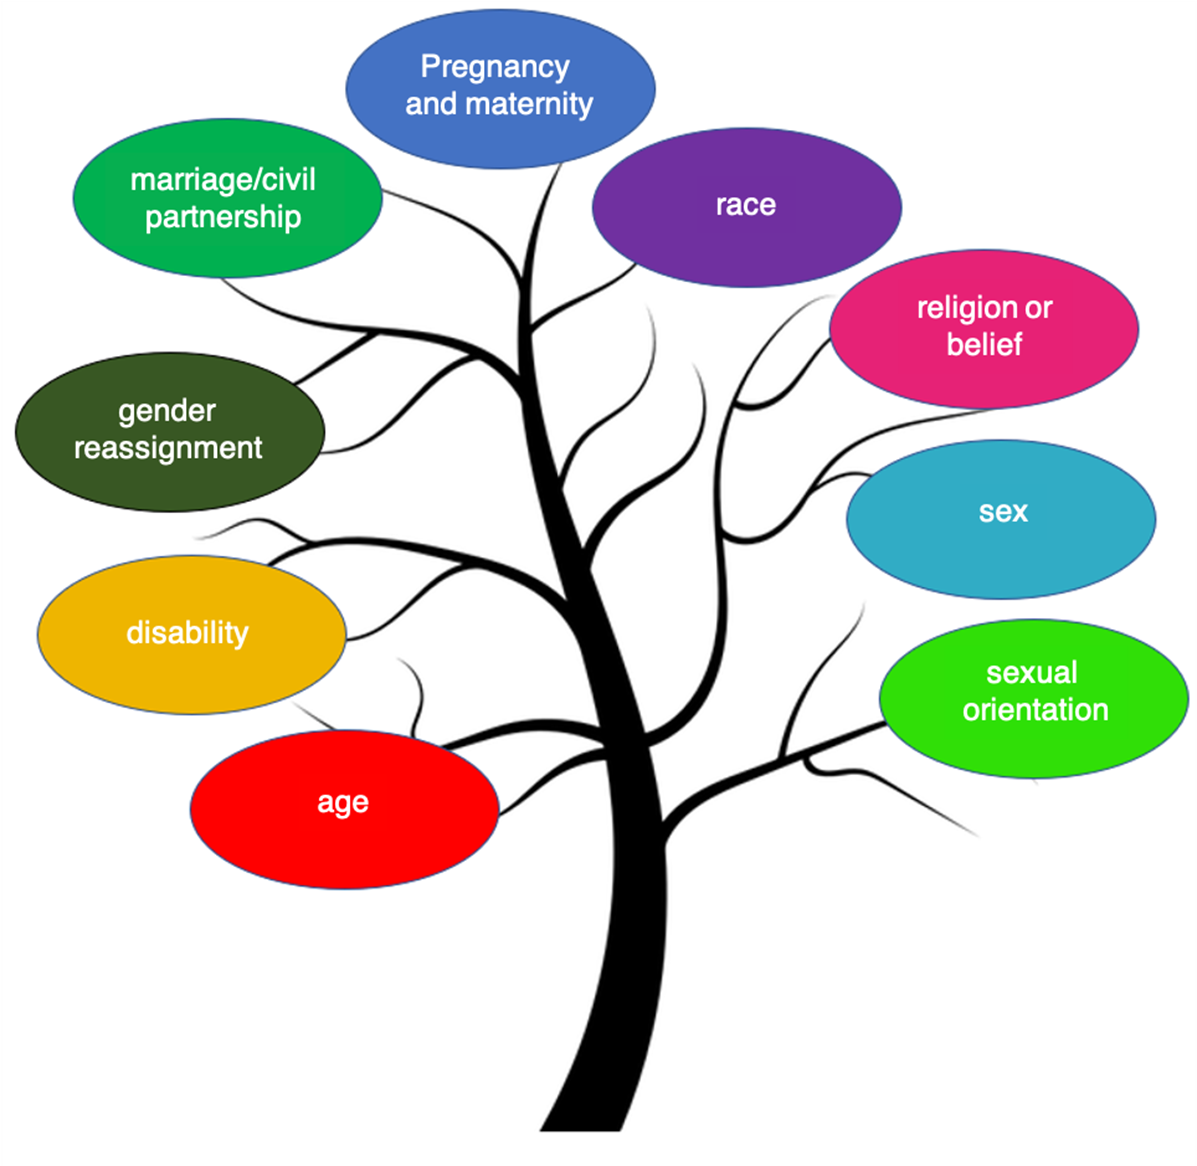 Pregnancy
and maternity
marriage/civil
partnership
race
religion or
belief
gender
reassignment
sex
disability
sexual
orientation
age